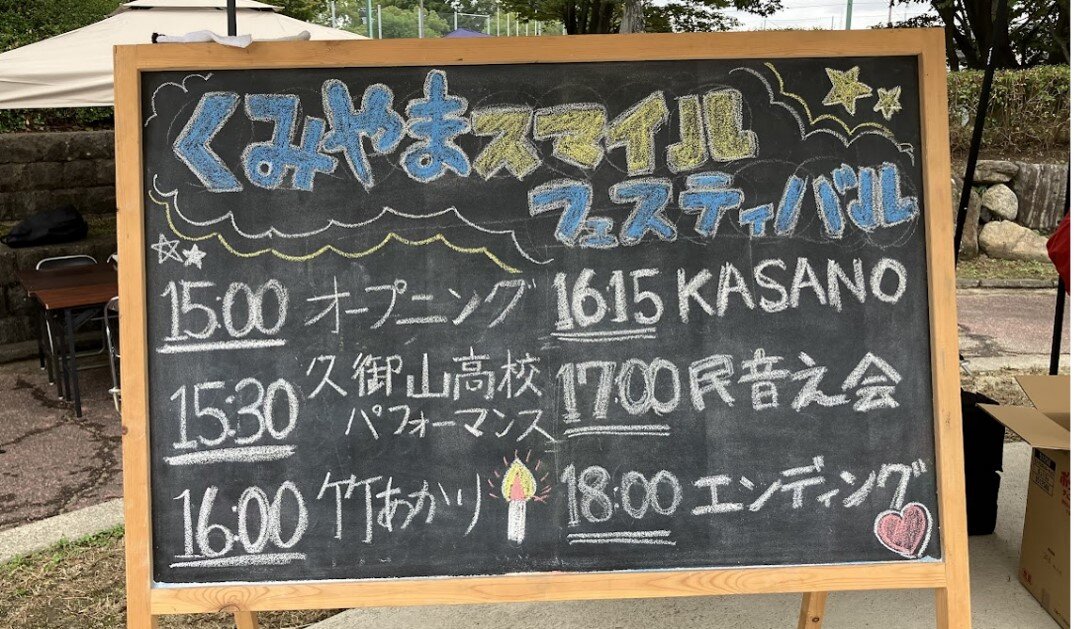 くみやまスマイル
フェスティバル
15:00 オープニング
15:30 久御山高校
パフォーマンス
16:00 竹あかり
16:15 KASANO
17:00 民音え会
18:00 エンディング